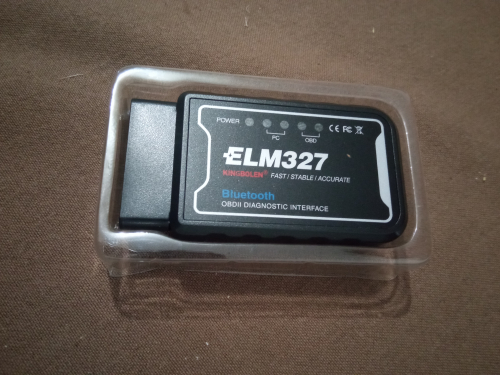 POWER
PC
OBD
CE FC
ELM327
KINGBOLEN® FAST / STABLE / ACCURATE
Bluetooth
OBDII DIAGNOSTIC INTERFACE